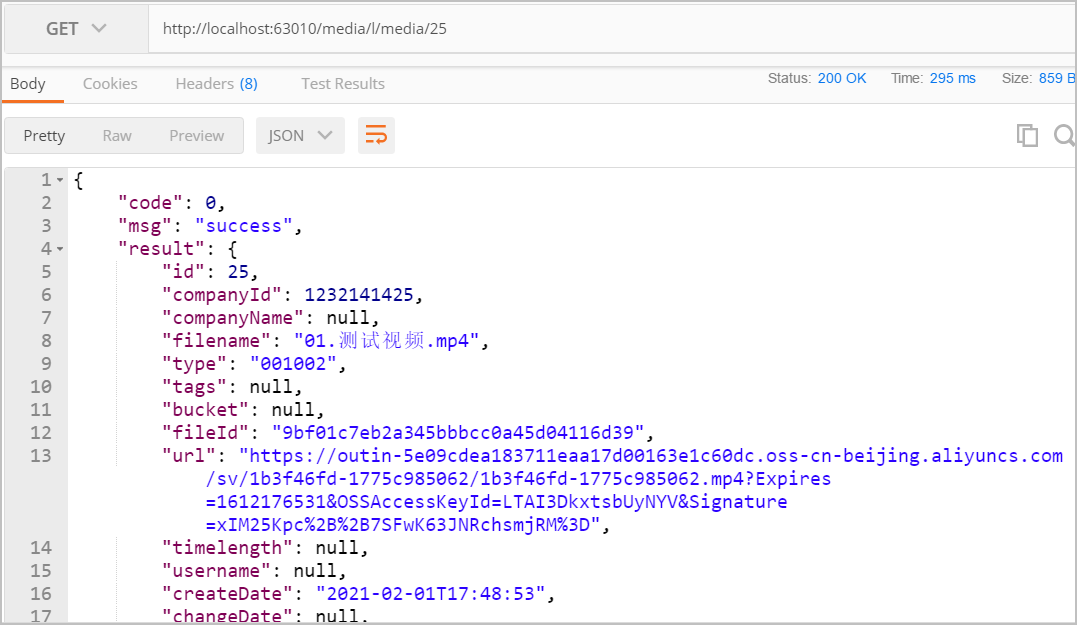 GET http://localhost:63010/media/l/media/25
Body Cookies Headers (8) Test Results Status: 200 OK Time: 295 ms Size: 859 B
Pretty Raw Preview JSON
1 {
2 "code": 0,
3 "msg": "success",
4 "result": {
5 "id": 25,
6 "companyId": 1232141425,
7 "companyName": null,
8 "filename": "01.测试视频.mp4",
9 "type": "001002",
10 "tags": null,
11 "bucket": null,
12 "fileId": "9bf01c7eb2a345bbbcc0a45d04116d39",
13 "url": "https://outin-5e09cdea183711eaa17d00163e1c60dc.oss-cn-beijing.aliyuncs.com
/sv/1b3f46fd-1775c985062/1b3f46fd-1775c985062.mp4?Expires
=1612176531&OSSAccessKeyId=LTAI3DkxtsbUyNYV&Signature
=xIM25Kpc%2B%2B7SFwK63JNRchsmjRM%3D",
14 "timelength": null,
15 "username": null,
16 "createDate": "2021-02-01T17:48:53",
17 "changeDate": null,